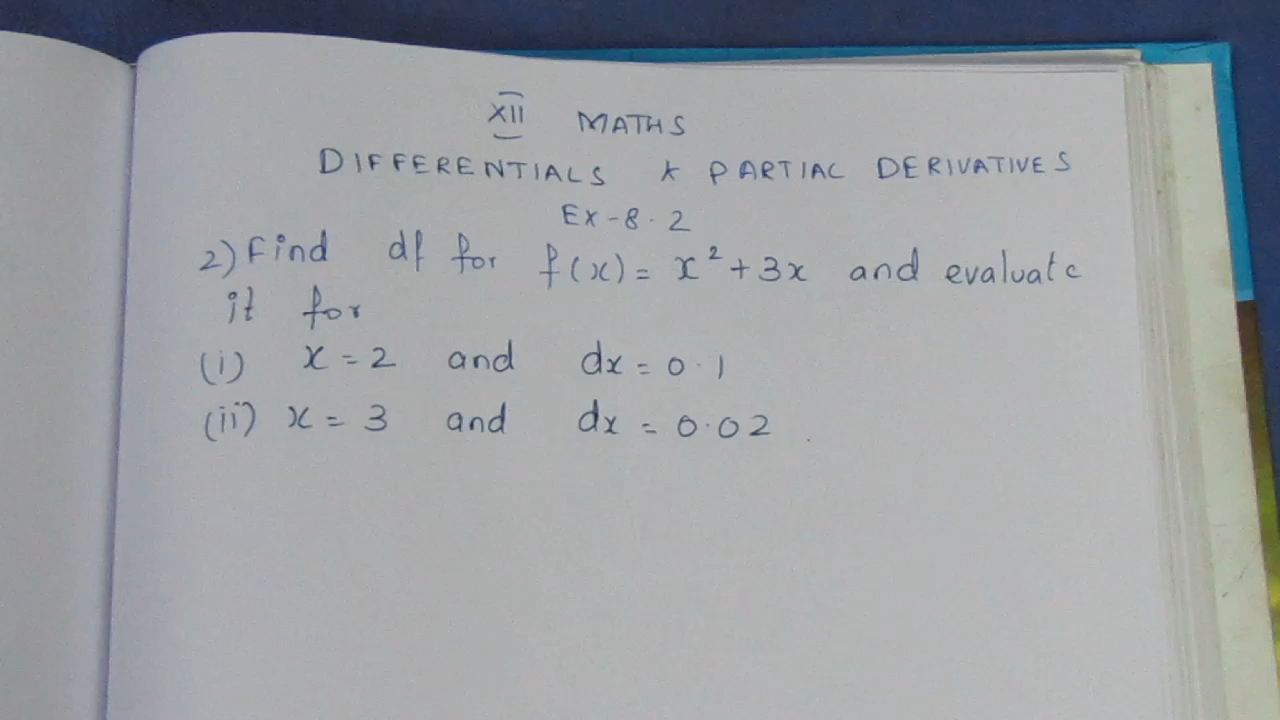 XII MATHS
DIFFERENTIALS & PARTIAL DERIVATIVES
EX-8.2
2) Find df for f(x) = x² + 3x and evaluate
it for
(i) x = 2 and dx = 0.1
(ii) x = 3 and dx = 0.02